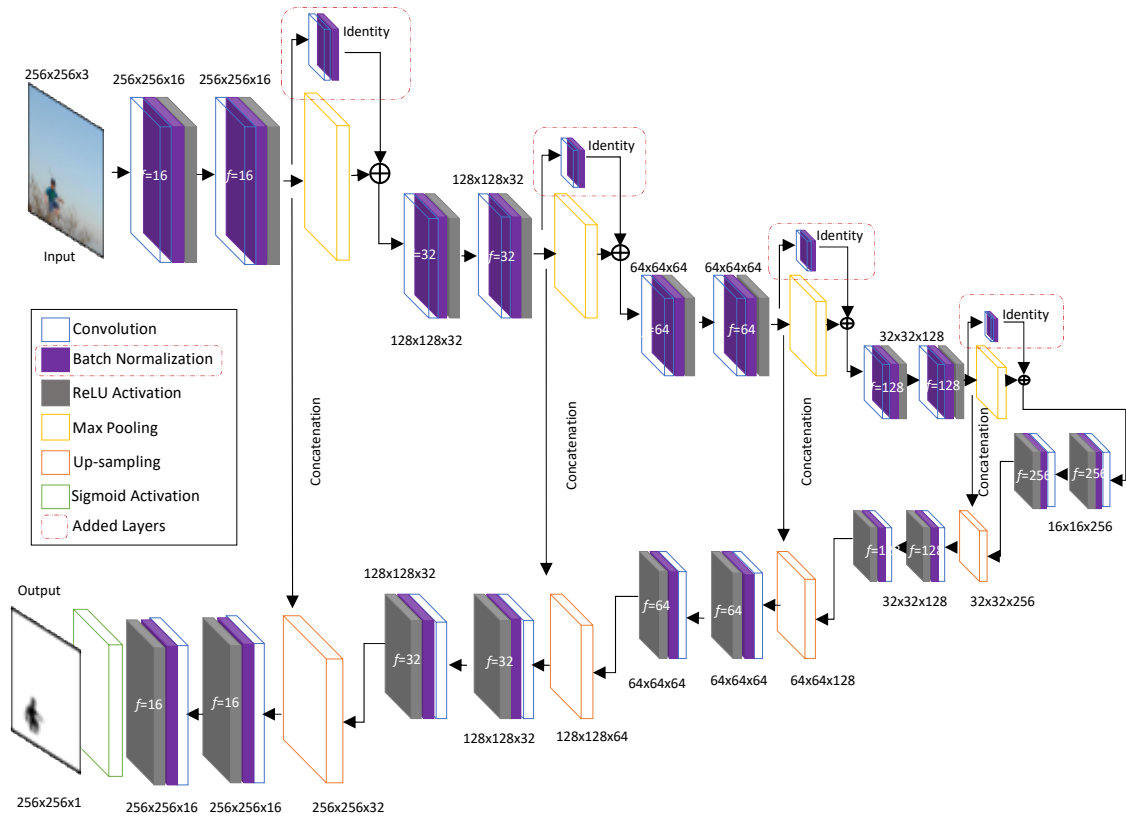 Identity
256x256x3
256x256x16
256x256x16
f=16
f=16
Input
Identity
128x128x32
=32
f=32
128x128x32
Identity
64x64x64
64x64x64
=64
f=64
Identity
32x32x128
f=128
f=128
Convolution
Batch Normalization
ReLU Activation
Max Pooling
Up-sampling
Sigmoid Activation
Added Layers
Concatenation
Concatenation
Concatenation
Concatenation
f=256
f=256
16x16x256
f=128
32x32x128
32x32x256
f=64
f=64
64x64x64
64x64x64
64x64x128
128x128x32
f=32
f=32
128x128x32
128x128x64
Output
f=16
f=16
256x256x1
256x256x16
256x256x16
256x256x32